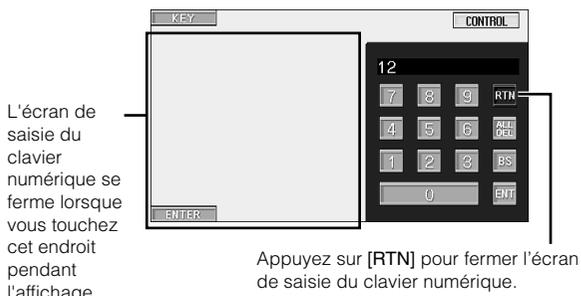 KEY
CONTROL
12
7 8 9 RTN
4 5 6 ALL DEL
1 2 3 BS
0 ENT
ENTER
L'écran de
saisie du
clavier
numérique se
ferme lorsque
vous touchez
cet endroit
pendant
l'affichage
Appuyez sur [RTN] pour fermer l'écran
de saisie du clavier numérique.